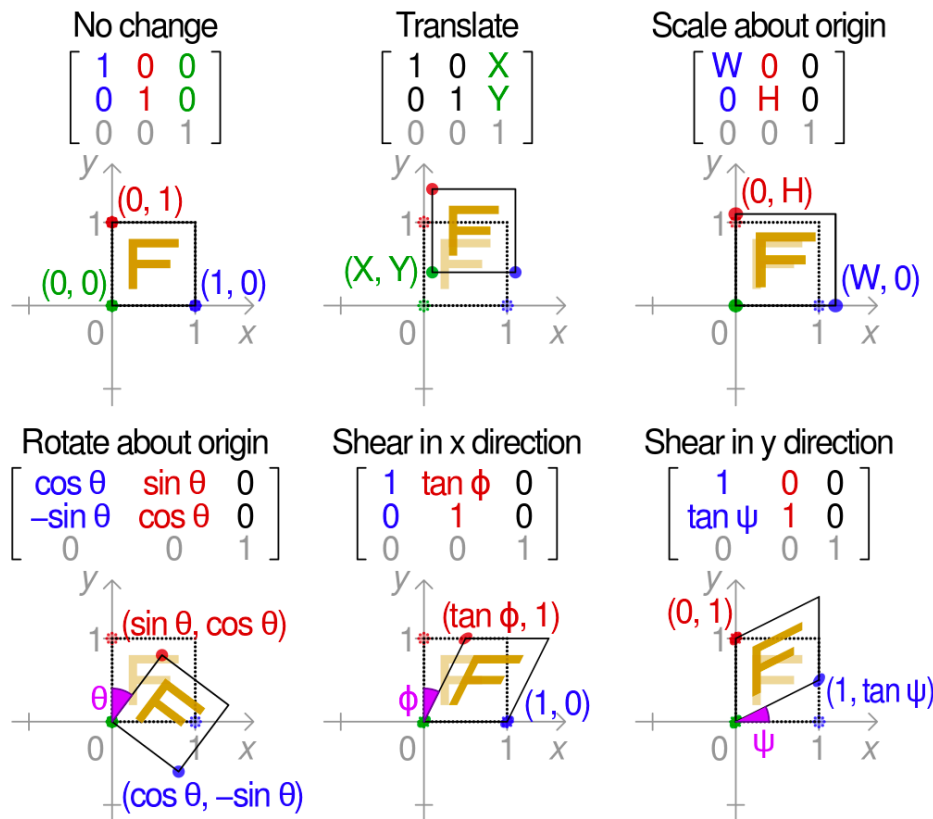 No change
1 0 0
0 1 0
0 0 1
y
(0, 1)
1
F
(0, 0)
(1, 0)
0
1
x
Translate
1 0 X
0 1 Y
0 0 1
y
1
F
F
(X, Y)
0
1
x
Scale about origin
W 0 0
0 H 0
0 0 1
y
(0, H)
1
F
F
(W, 0)
0
1
x
Rotate about origin
cos θ sin θ 0
–sin θ cos θ 0
0 0 1
y
(sin θ, cos θ)
1
F
F
θ
0
1
x
(cos θ, –sin θ)
Shear in x direction
1 tan ϕ 0
0 1 0
0 0 1
y
(tan ϕ, 1)
1
F
F
ϕ
(1, 0)
0
1
x
Shear in y direction
1 0 0
tan ψ 1 0
0 0 1
y
(0, 1)
1
F
F
(1, tan ψ)
0
ψ
1
x